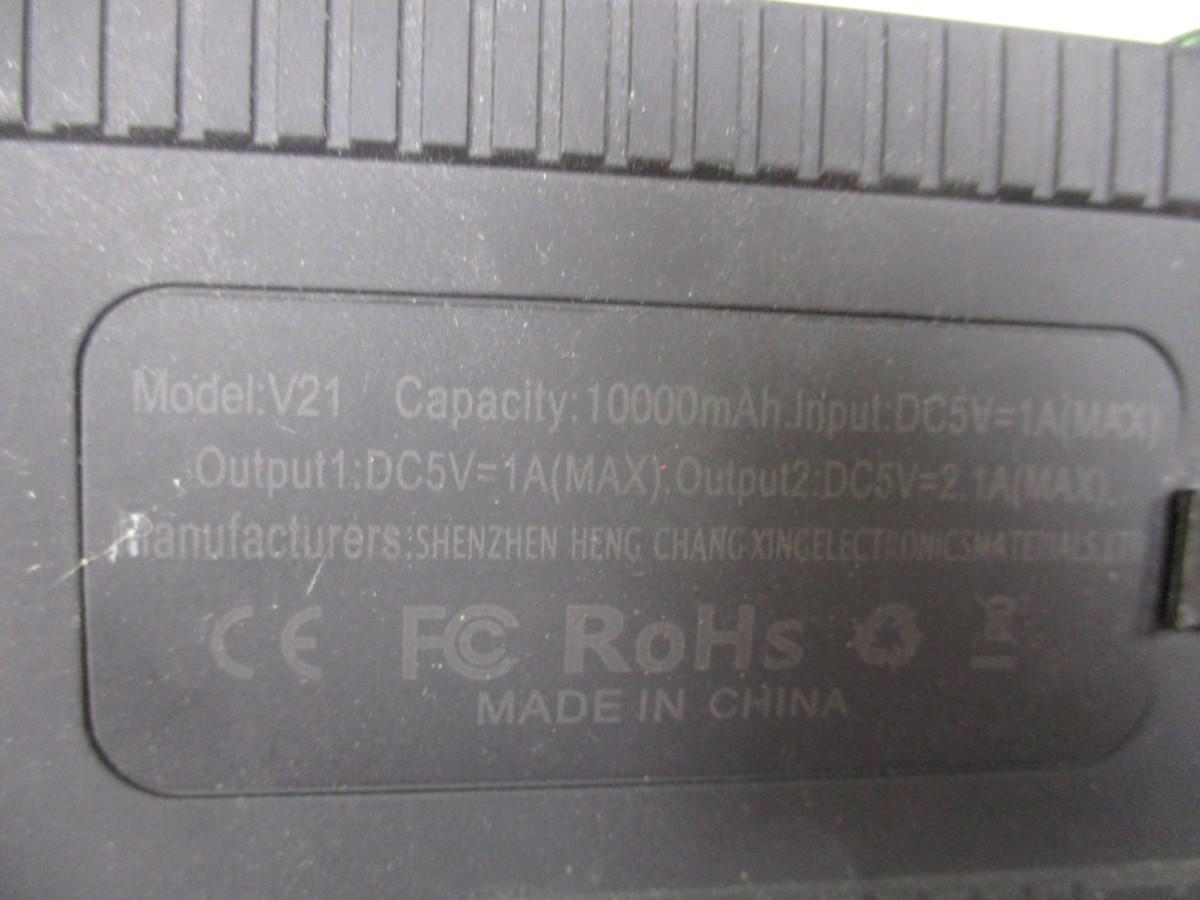 Model:V21 Capacity:10000mAh.Input:DC5V=1A(MAX)
Output1:DC5V=1A(MAX).Output2:DC5V=2.1A(MAX).
Manufacturers:SHENZHEN HENG CHANG XINGELECTRONICSMATERIALS.LTD
CE FC RoHs
MADE IN CHINA